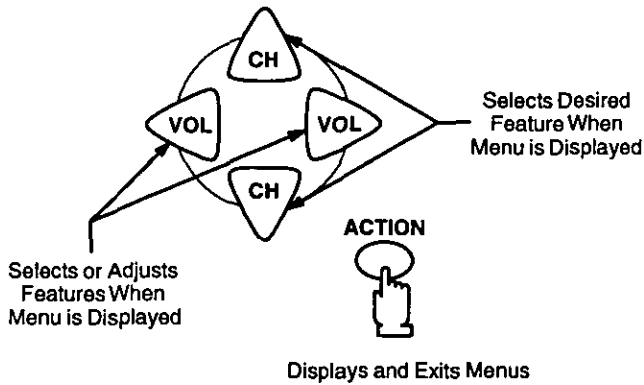 CH
VOL
VOL
CH
Selects Desired
Feature When
Menu is Displayed
ACTION
Selects or Adjusts
Features When
Menu is Displayed
Displays and Exits Menus